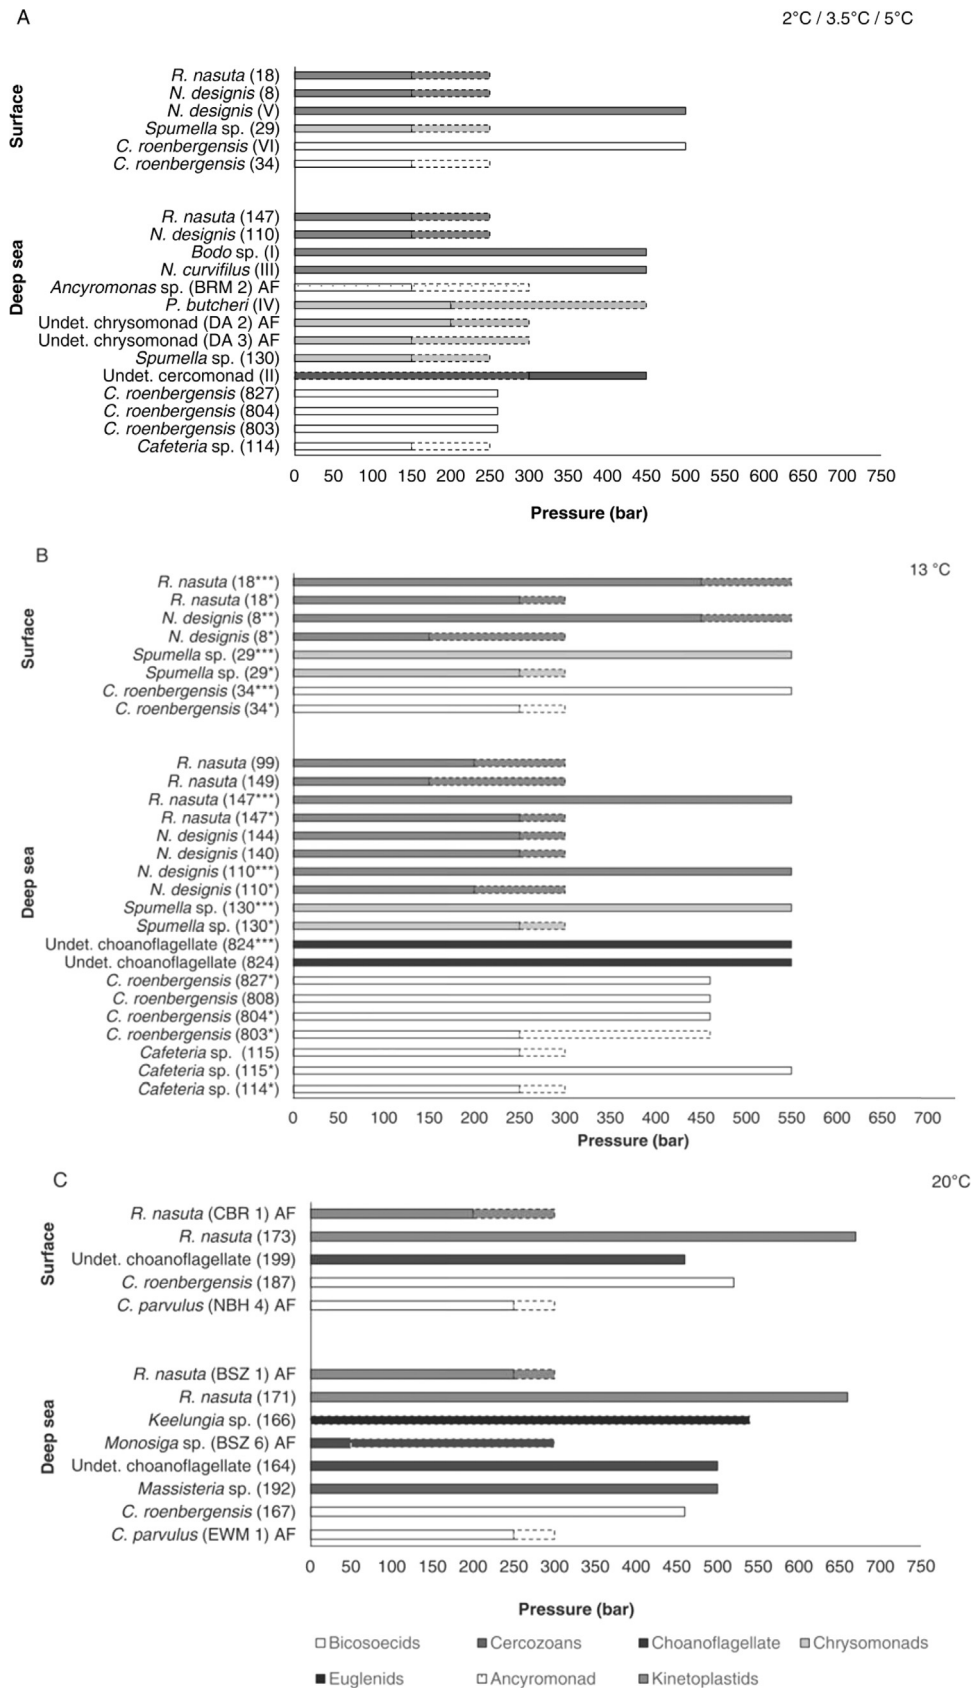 A
2°C / 3.5°C / 5°C
Surface
R. nasuta (18)
N. designis (8)
N. designis (V)
Spumella sp. (29)
C. roenbergensis (VI)
C. roenbergensis (34)
Deep sea
R. nasuta (147)
N. designis (110)
Bodo sp. (I)
N. curvifilus (III)
Ancyromonas sp. (BRM 2) AF
P. butcheri (IV)
Undet. chrysomonad (DA 2) AF
Undet. chrysomonad (DA 3) AF
Spumella sp. (130)
Undet. cercomonad (II)
C. roenbergensis (827)
C. roenbergensis (804)
C. roenbergensis (803)
Cafeteria sp. (114)
0 50 100 150 200 250 300 350 400 450 500 550 600 650 700 750
Pressure (bar)
B
13 °C
Surface
R. nasuta (18***)
R. nasuta (18*)
N. designis (8**)
N. designis (8*)
Spumella sp. (29***)
Spumella sp. (29*)
C. roenbergensis (34***)
C. roenbergensis (34*)
Deep sea
R. nasuta (99)
R. nasuta (149)
R. nasuta (147***)
R. nasuta (147*)
N. designis (144)
N. designis (140)
N. designis (110***)
N. designis (110*)
Spumella sp. (130***)
Spumella sp. (130*)
Undet. choanoflagellate (824***)
Undet. choanoflagellate (824)
C. roenbergensis (827*)
C. roenbergensis (808)
C. roenbergensis (804*)
C. roenbergensis (803*)
Cafeteria sp. (115)
Cafeteria sp. (115*)
Cafeteria sp. (114*)
0 50 100 150 200 250 300 350 400 450 500 550 600 650 700
Pressure (bar)
C
20°C
Surface
R. nasuta (CBR 1) AF
R. nasuta (173)
Undet. choanoflagellate (199)
C. roenbergensis (187)
C. parvulus (NBH 4) AF
Deep sea
R. nasuta (BSZ 1) AF
R. nasuta (171)
Keelungia sp. (166)
Monosiga sp. (BSZ 6) AF
Undet. choanoflagellate (164)
Massisteria sp. (192)
C. roenbergensis (167)
C. parvulus (EWM 1) AF
0 50 100 150 200 250 300 350 400 450 500 550 600 650 700 750
Pressure (bar)
Bicosoecids Cercozoans Choanoflagellate Chrysomonads
Euglenids Ancyromonad Kinetoplastids